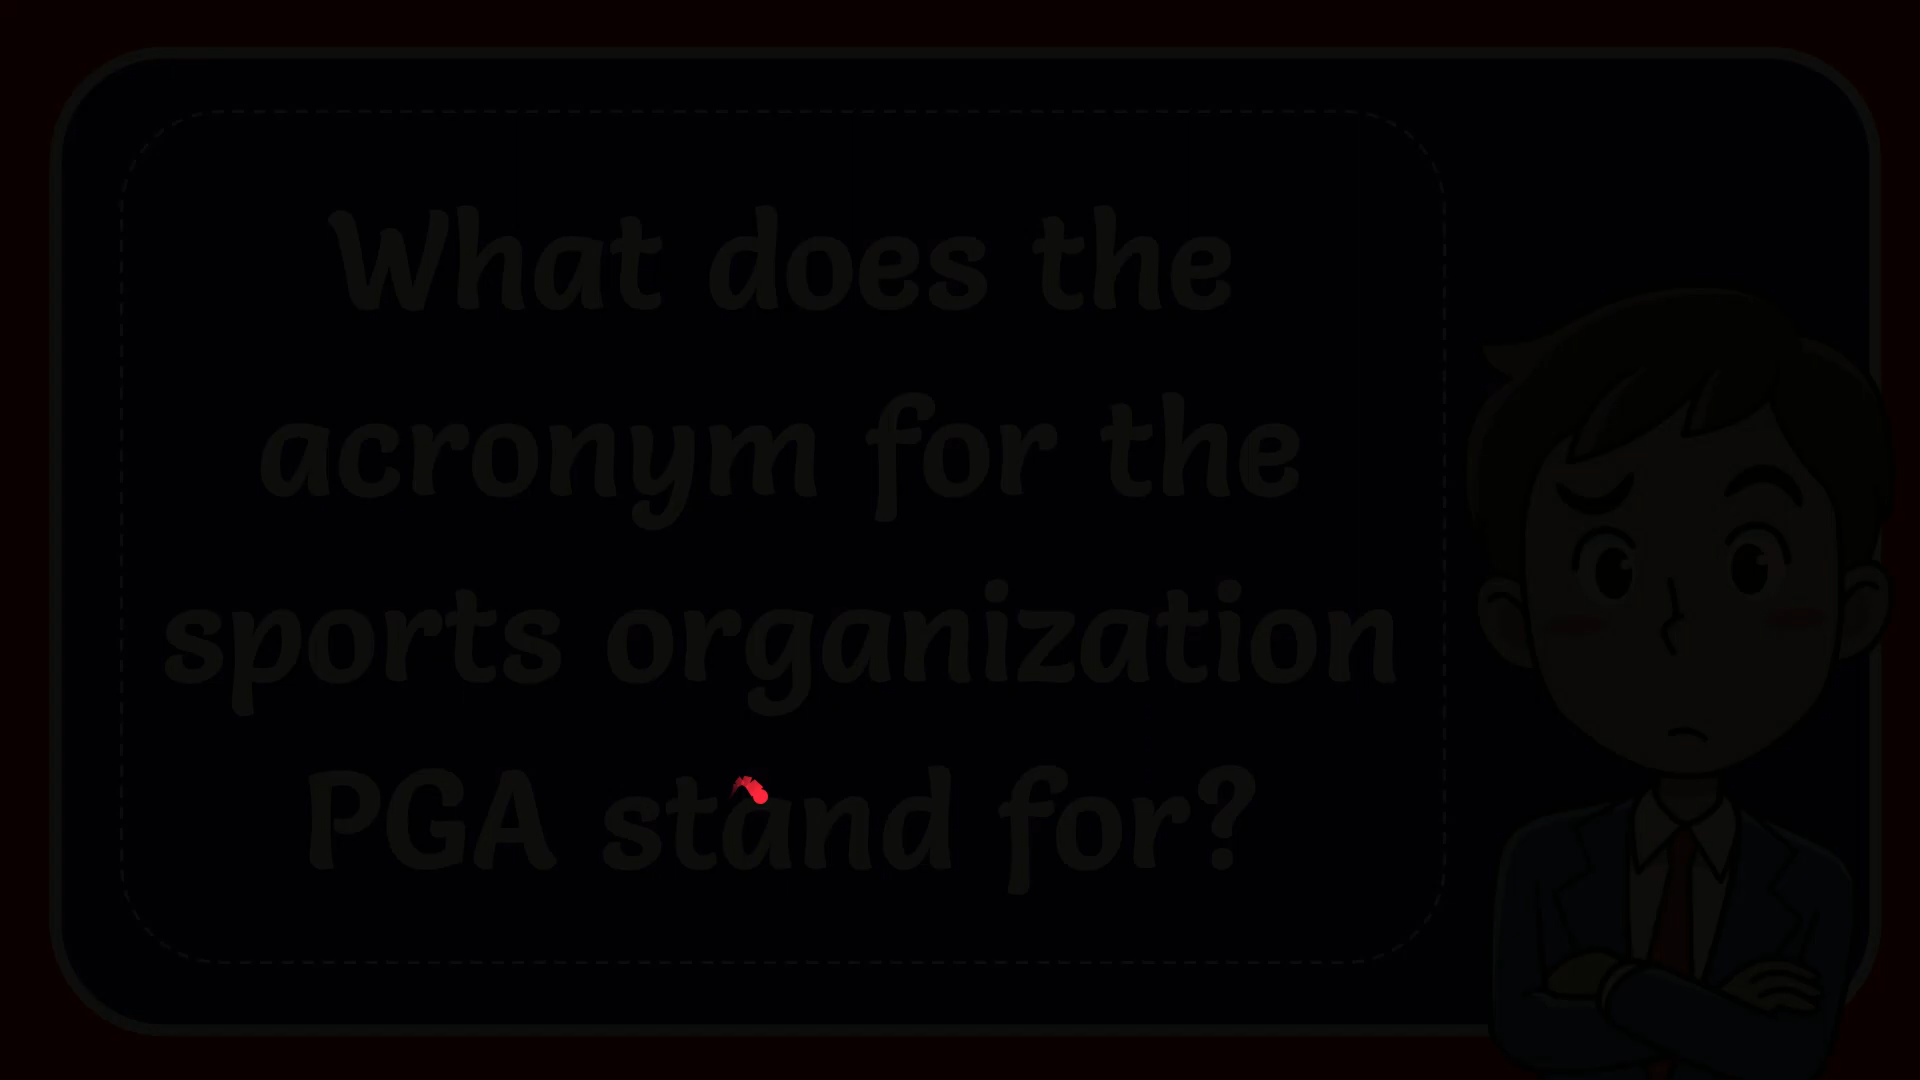 What does the
acronym for the
sports organization
PGA stand for?